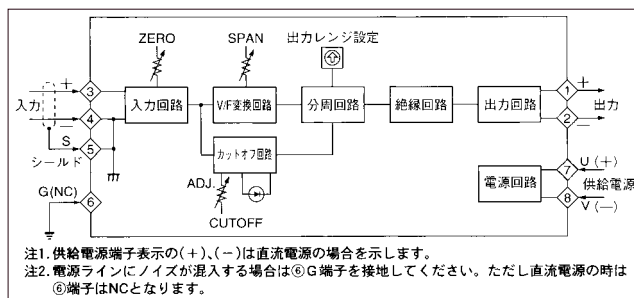 ZERO
SPAN
出力レンジ設定
入力
+
3
入力回路
V/F変換回路
分周回路
絶縁回路
出力回路
1
+
出力
−
4
2
−
S
シールド
5
カットオフ回路
ADJ.
CUTOFF
G(NC)
6
電源回路
7
U(+)
供給電源
8
V(−)
注1.供給電源端子表示の(+)、(−)は直流電源の場合を示します。
注2.電源ラインにノイズが混入する場合は⑥G端子を接地してください。ただし直流電源の時は
⑥端子はNCとなります。